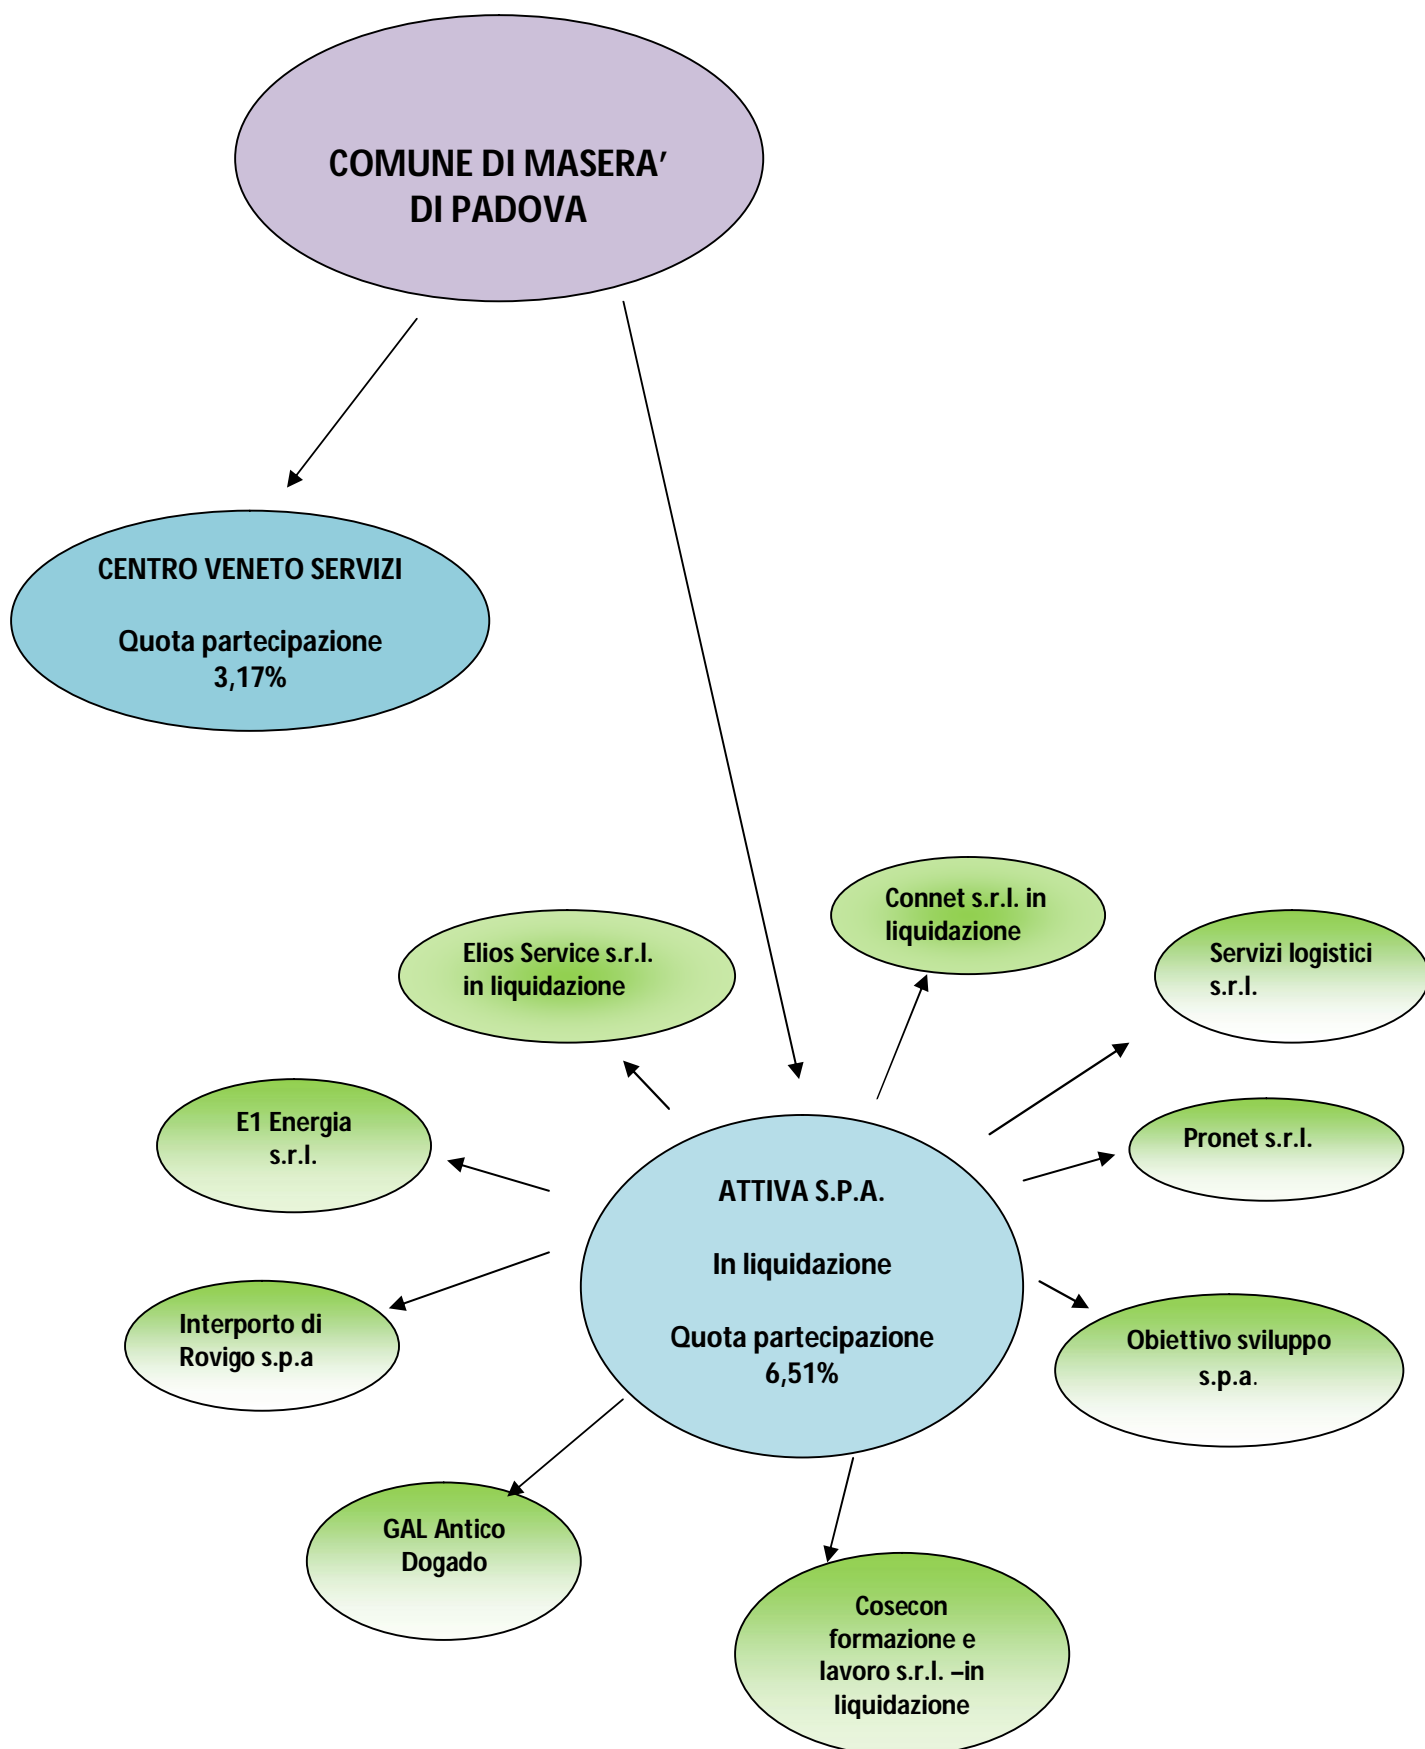 COMUNE DI MASERA'
DI PADOVA
CENTRO VENETO SERVIZI
Quota partecipazione
3,17%
Connet s.r.l. in
liquidazione
Elios Service s.r.l.
in liquidazione
Servizi logistici
s.r.l.
E1 Energia
s.r.l.
Pronet s.r.l.
ATTIVA S.P.A.
In liquidazione
Quota partecipazione
6,51%
Interporto di
Rovigo s.p.a
Obiettivo sviluppo
s.p.a.
GAL Antico
Dogado
Cosecon
formazione e
lavoro s.r.l. –in
liquidazione